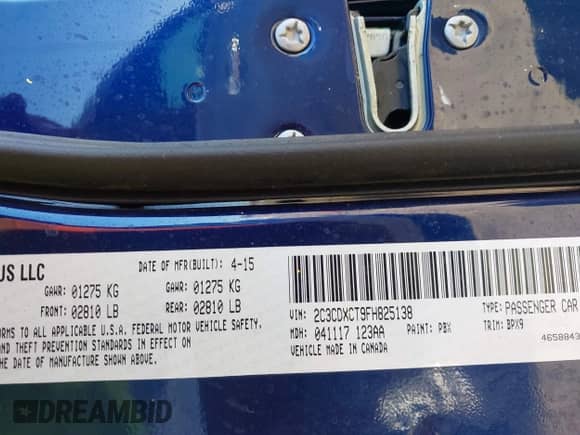 US LLC
DATE OF MFR(BUILT): 4-15
GAWR: 01275 KG GAWR: 01275 KG
FRONT: 02810 LB REAR: 02810 LB
ORMS TO ALL APPLICABLE U.S.A. FEDERAL MOTOR VEHICLE SAFETY,
AND THEFT PREVENTION STANDARDS IN EFFECT ON
THE DATE OF MANUFACTURE SHOWN ABOVE.
VIN: 2C3CDXCT9FH825138 TYPE: PASSENGER CAR
MDH: 041117 123AA PAINT: PBX TRIM: BPX9
VEHICLE MADE IN CANADA 4658843
DREAMBID